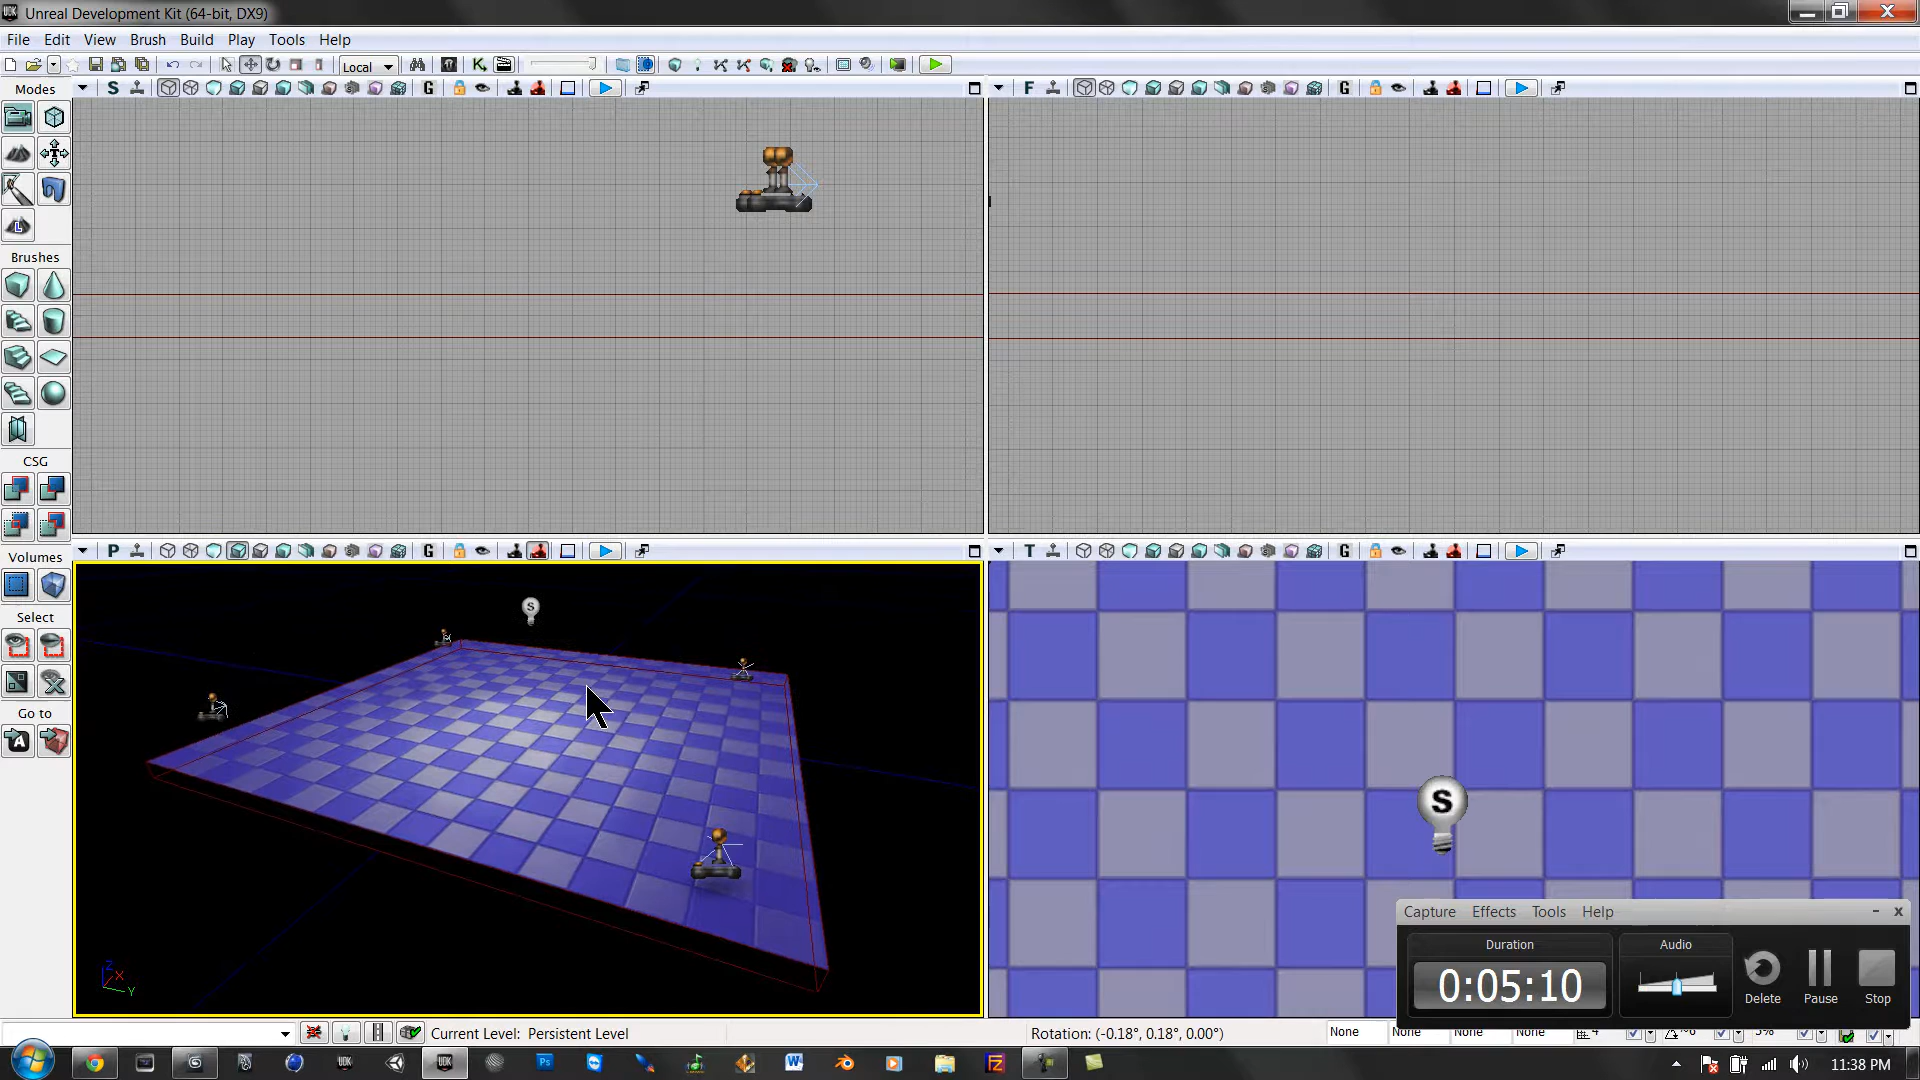 Unreal Development Kit (64-bit, DX9)
File Edit View Brush Build Play Tools Help
Local
Modes
S G
F G
Brushes
CSG
Volumes
P G
T G
Select
Go to
A
S
S
Z X Y
Capture Effects Tools Help
Duration
Audio
0:05:10
Delete Pause Stop
Current Level: Persistent Level
Rotation: (-0.18°, 0.18°, 0.00°)
None None None None
11:38 PM